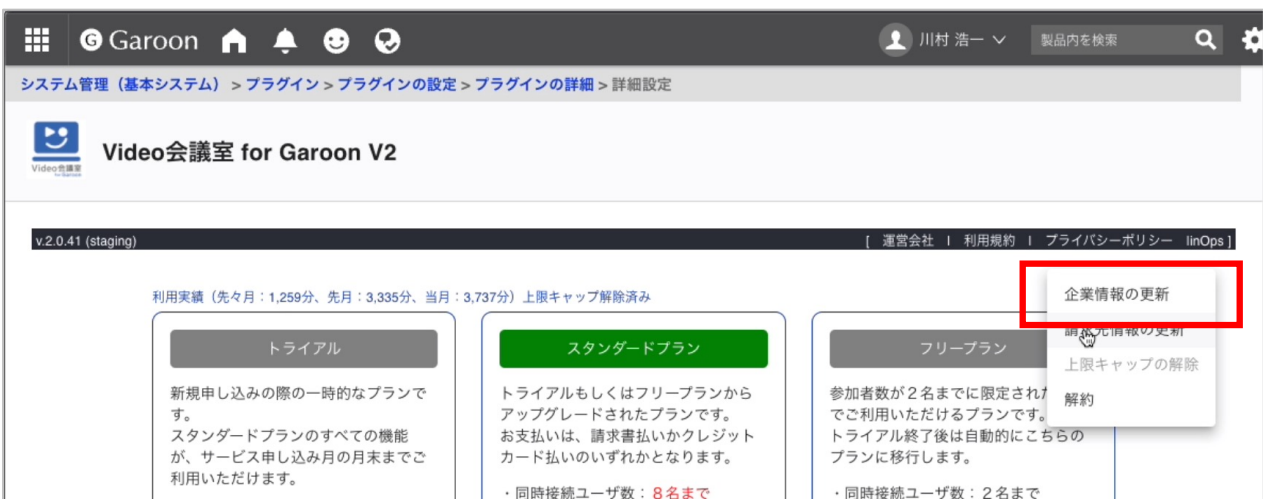 Garoon
川村 浩一
製品内を検索
システム管理（基本システム） > プラグイン > プラグインの設定 > プラグインの詳細 > 詳細設定
Video会議室 for Garoon V2
Video会議室
for Garoon
v.2.0.41 (staging)
[ 運営会社 | 利用規約 | プライバシーポリシー linOps ]
利用実績（先々月：1,259分、先月：3,335分、当月：3,737分）上限キャップ解除済み
企業情報の更新
請求先情報の更新
上限キャップの解除
解約
トライアル
新規申し込みの際の一時的なプランで
す。
スタンダードプランのすべての機能
が、サービス申し込み月の月末までご
利用いただけます。
スタンダードプラン
トライアルもしくはフリープランから
アップグレードされたプランです。
お支払いは、請求書払いかクレジット
カード払いのいずれかとなります。
・同時接続ユーザ数：８名まで
フリープラン
参加者数が２名までに限定された
でご利用いただけるプランです。
トライアル終了後は自動的にこちらの
プランに移行します。
・同時接続ユーザ数：２名まで